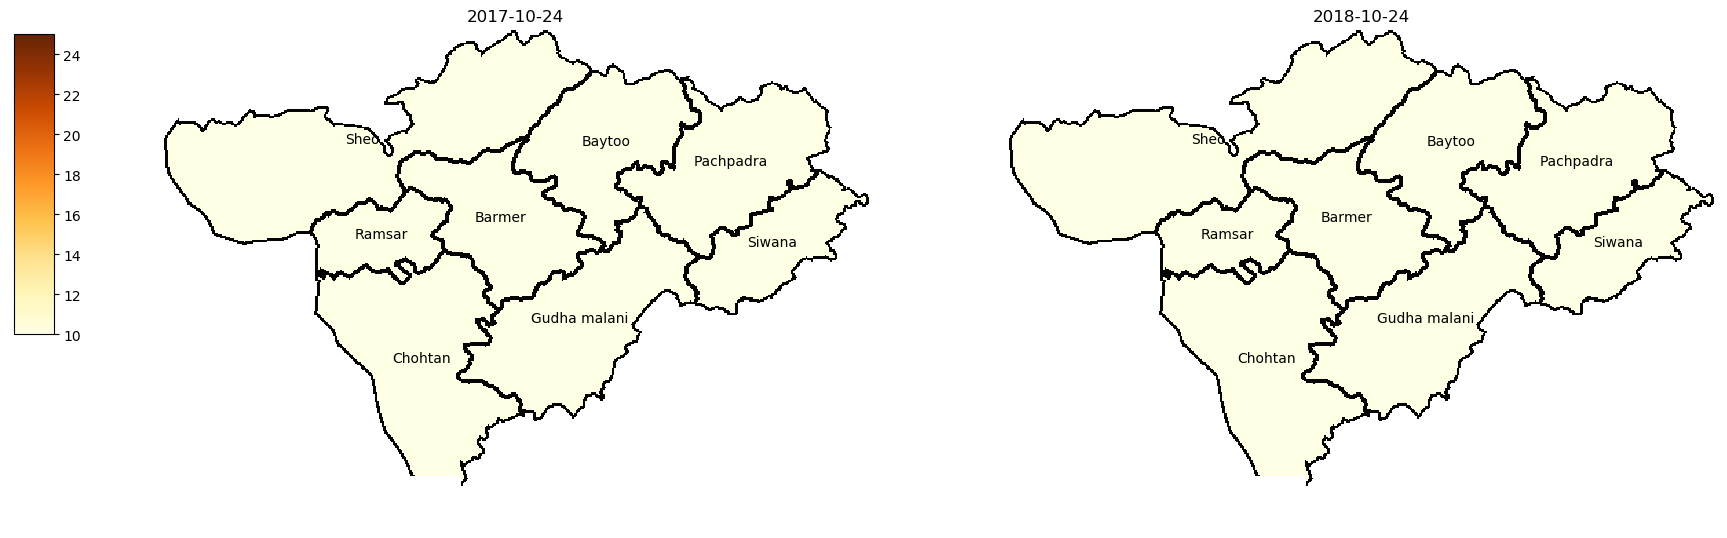 2017-10-24
2018-10-24
24
22
20
18
16
14
12
10
Sheo
Baytoo
Pachpadra
Barmer
Ramsar
Siwana
Gudha malani
Chohtan
Sheo
Baytoo
Pachpadra
Barmer
Ramsar
Siwana
Gudha malani
Chohtan